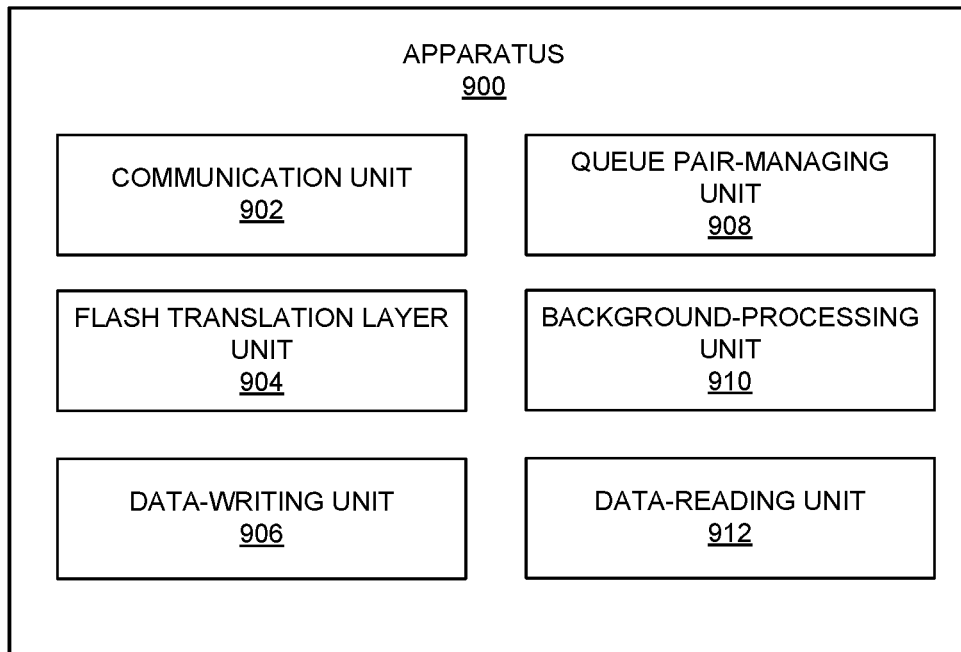 APPARATUS
900
COMMUNICATION UNIT
902
QUEUE PAIR-MANAGING
UNIT
908
FLASH TRANSLATION LAYER
UNIT
904
BACKGROUND-PROCESSING
UNIT
910
DATA-WRITING UNIT
906
DATA-READING UNIT
912